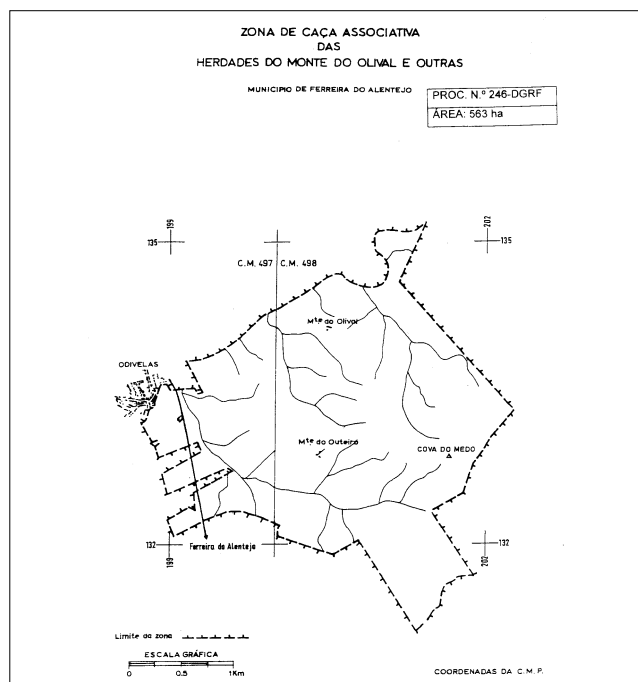 ZONA DE CAÇA ASSOCIATIVA
DAS
HERDADES DO MONTE DO OLIVAL E OUTRAS
MUNICIPIO DE FERREIRA DO ALENTEJO
PROC. N.º 246-DGRF
ÁREA: 563 ha
199
202
135
135
C.M. 497
C.M. 498
Mte do Olival
ODIVELAS
Mte do Outeiro
COVA DO MEDO
132
Ferreira do Alentejo
132
199
202
Limite da zona
ESCALA GRÁFICA
0 0.5 1Km
COORDENADAS DA C. M. P.